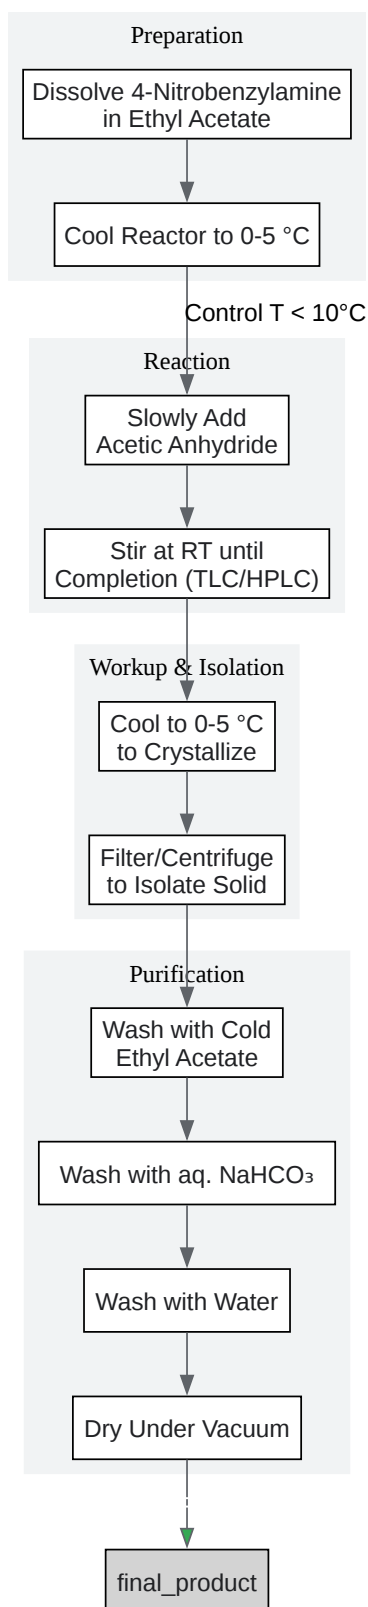 Preparation
Dissolve 4-Nitrobenzylamine
in Ethyl Acetate
Cool Reactor to 0-5 °C
Control T < 10°C
Reaction
Slowly Add
Acetic Anhydride
Stir at RT until
Completion (TLC/HPLC)
Workup & Isolation
Cool to 0-5 °C
to Crystallize
Filter/Centrifuge
to Isolate Solid
Purification
Wash with Cold
Ethyl Acetate
Wash with aq. NaHCO₃
Wash with Water
Dry Under Vacuum
final_product